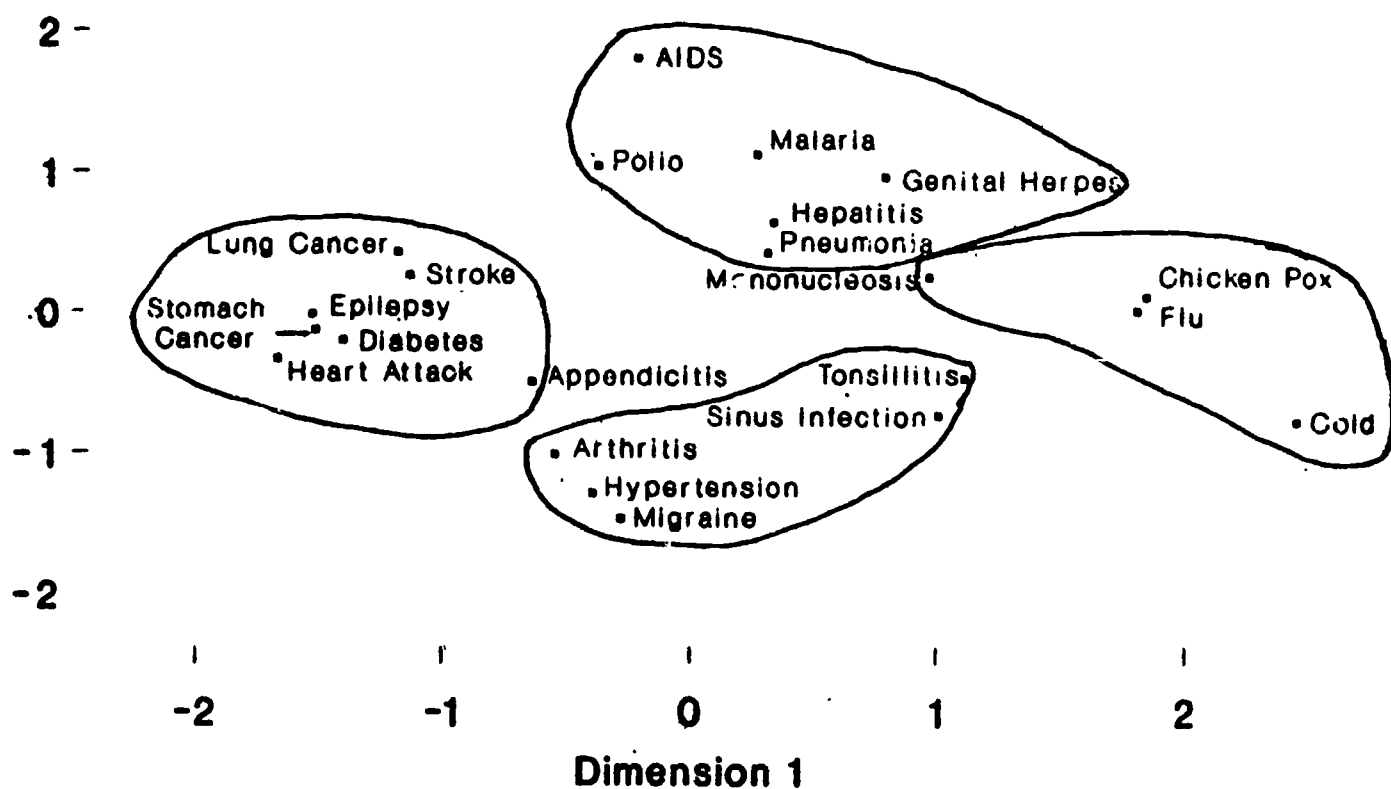 2
AIDS
Malaria
1
Polio
Genital Herpes
Hepatitis
Pneumonia
Lung Cancer
Stroke
Mononucleosis
Chicken Pox
Stomach
Cancer
Epilepsy
0
Flu
Diabetes
Heart Attack
Appendicitis
Tonsillitis
Sinus Infection
Cold
-1
Arthritis
Hypertension
Migraine
-2
-2 -1 0 1 2
Dimension 1